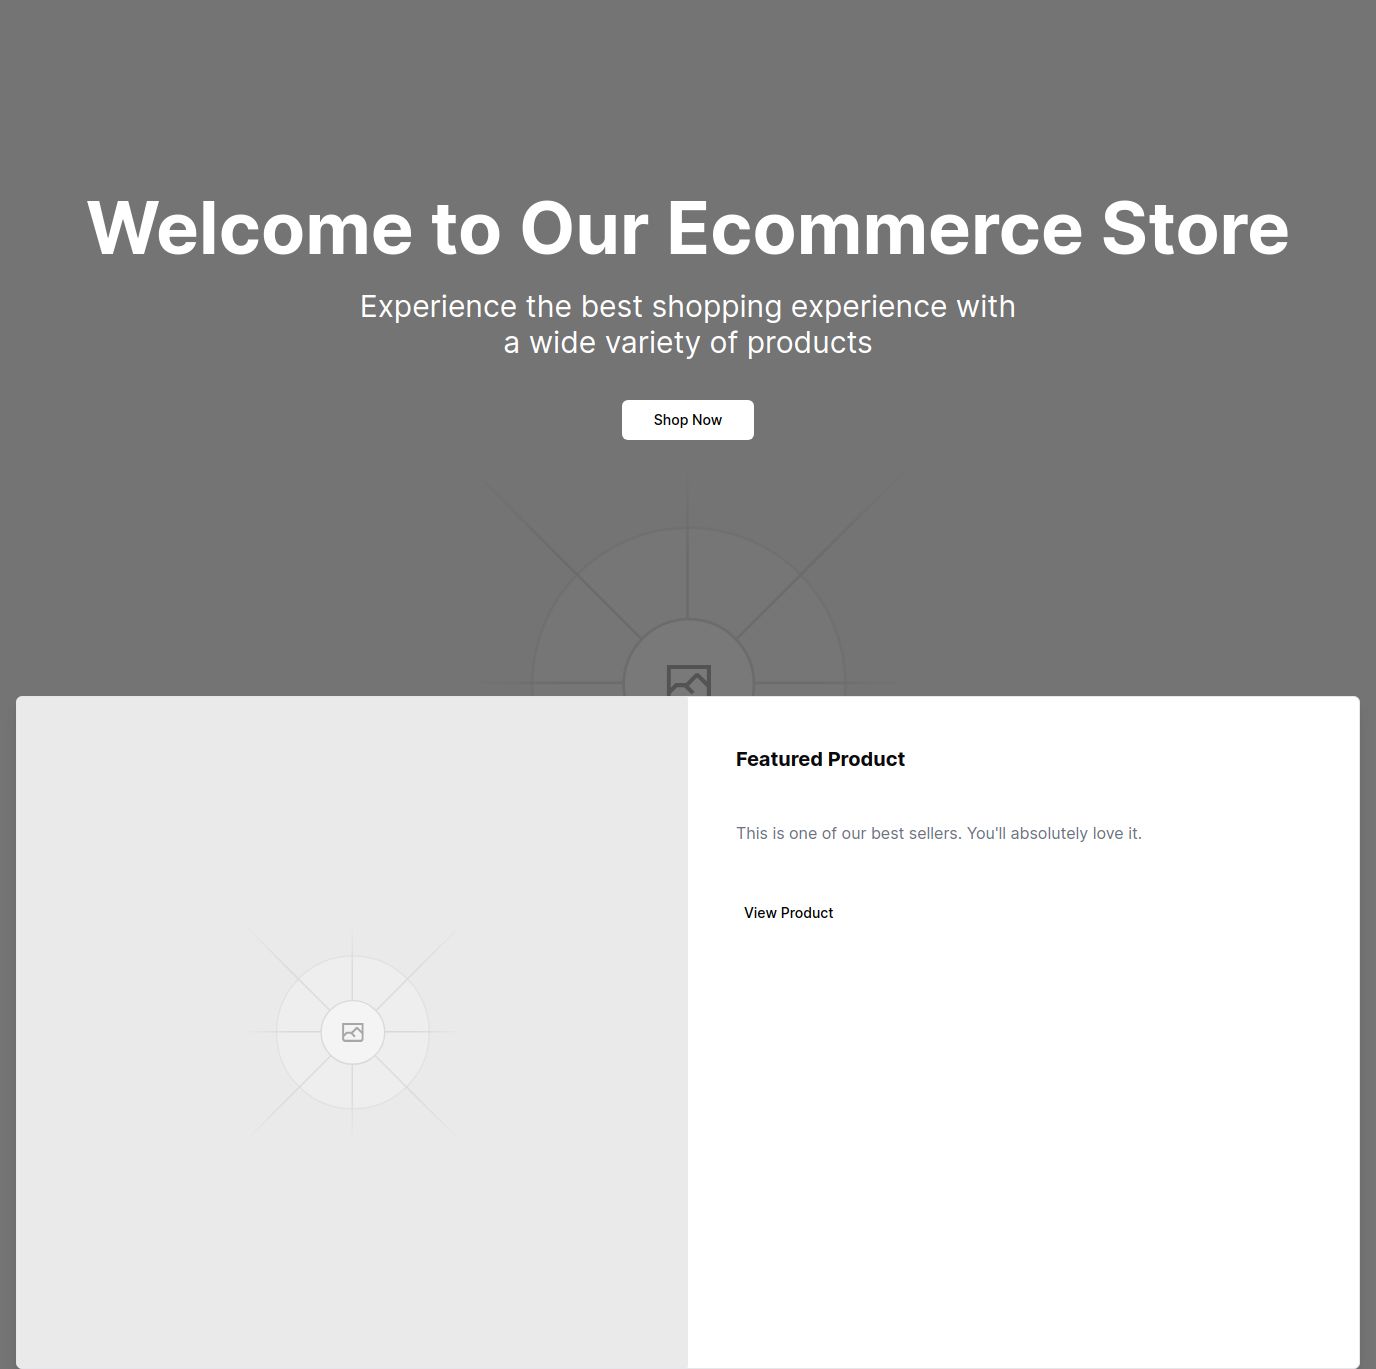 Welcome to Our Ecommerce Store
Experience the best shopping experience with
a wide variety of products
Shop Now
Featured Product
This is one of our best sellers. You'll absolutely love it.
View Product